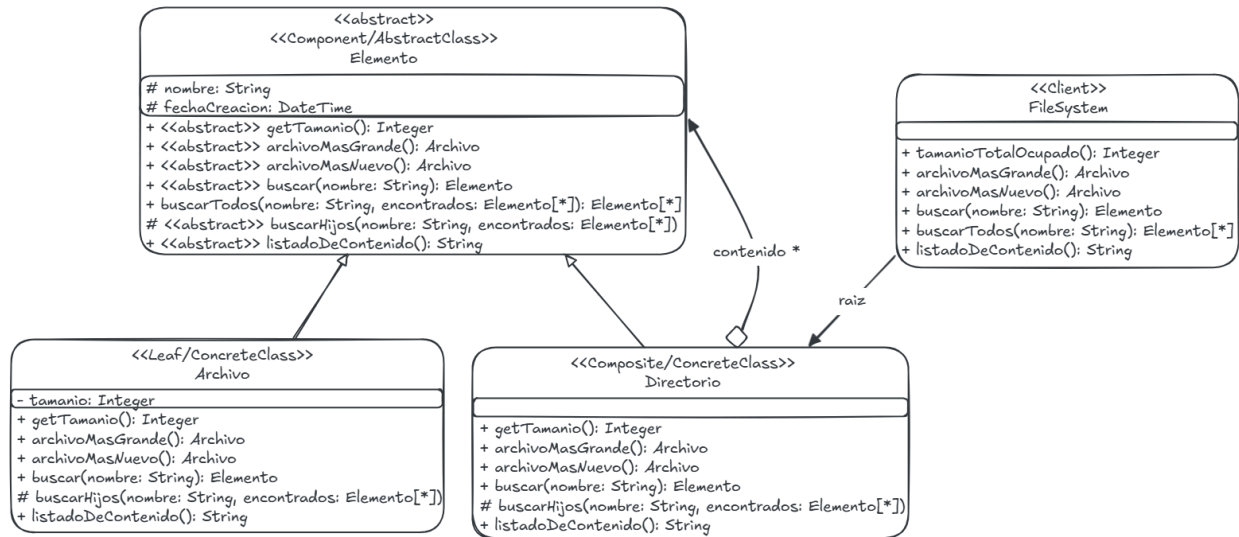 <<abstract>>
<<Component/AbstractClass>>
Elemento
# nombre: String
# fechaCreacion: DateTime
+ <<abstract>> getTamanio(): Integer
+ <<abstract>> archivoMasGrande(): Archivo
+ <<abstract>> archivoMasNuevo(): Archivo
+ <<abstract>> buscar(nombre: String): Elemento
+ buscarTodos(nombre: String, encontrados: Elemento[*]): Elemento[*]
# <<abstract>> buscarHijos(nombre: String, encontrados: Elemento[*])
+ <<abstract>> listadoDeContenido(): String
<<Client>>
FileSystem
+ tamanioTotalOcupado(): Integer
+ archivoMasGrande(): Archivo
+ archivoMasNuevo(): Archivo
+ buscar(nombre: String): Elemento
+ buscarTodos(nombre: String): Elemento[*]
+ listadoDeContenido(): String
contenido *
raiz
<<Leaf/ConcreteClass>>
Archivo
- tamanio: Integer
+ getTamanio(): Integer
+ archivoMasGrande(): Archivo
+ archivoMasNuevo(): Archivo
+ buscar(nombre: String): Elemento
# buscarHijos(nombre: String, encontrados: Elemento[*])
+ listadoDeContenido(): String
<<Composite/ConcreteClass>>
Directorio
+ getTamanio(): Integer
+ archivoMasGrande(): Archivo
+ archivoMasNuevo(): Archivo
+ buscar(nombre: String): Elemento
# buscarHijos(nombre: String, encontrados: Elemento[*])
+ listadoDeContenido(): String